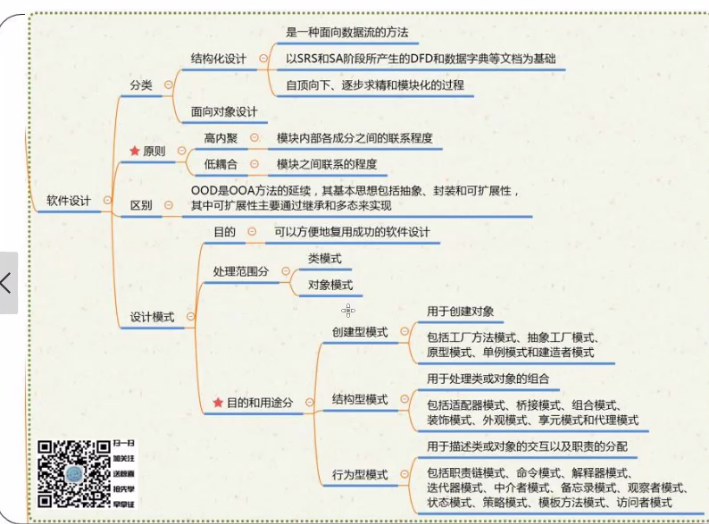 软件设计
分类
结构化设计
是一种面向数据流的方法
以SRS和SA阶段所产生的DFD和数据字典等文档为基础
自顶向下、逐步求精和模块化的过程
面向对象设计
原则
高内聚
模块内部各成分之间的联系程度
低耦合
模块之间联系的程度
区别
OOD是OOA方法的延续，其基本思想包括抽象、封装和可扩展性，
其中可扩展性主要通过继承和多态来实现
设计模式
目的
可以方便地复用成功的软件设计
处理范围分
类模式
对象模式
目的和用途分
创建型模式
用于创建对象
包括工厂方法模式、抽象工厂模式、
原型模式、单例模式和建造者模式
结构型模式
用于处理类或对象的组合
包括适配器模式、桥接模式、组合模式、
装饰模式、外观模式、享元模式和代理模式
行为型模式
用于描述类或对象的交互以及职责的分配
包括职责链模式、命令模式、解释器模式、
迭代器模式、中介者模式、备忘录模式、观察者模式、
状态模式、策略模式、模板方法模式、访问者模式
扫一扫
加关注